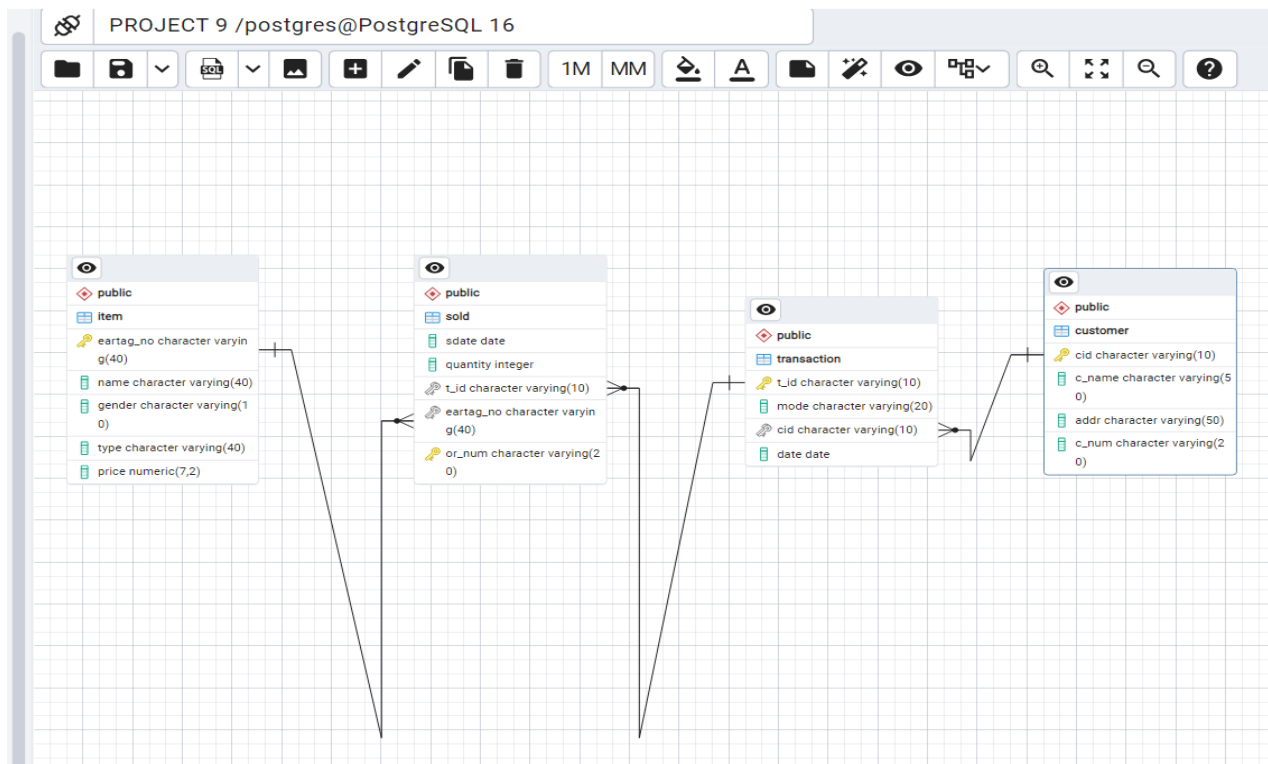 PROJECT 9 /postgres@PostgreSQL 16
SQL
1M
MM
A
public
item
eartag_no character varyin
g(40)
name character varying(40)
gender character varying(1
0)
type character varying(40)
price numeric(7,2)
public
sold
sdate date
quantity integer
t_id character varying(10)
eartag_no character varyin
g(40)
or_num character varying(2
0)
public
transaction
t_id character varying(10)
mode character varying(20)
cid character varying(10)
date date
public
customer
cid character varying(10)
c_name character varying(5
0)
addr character varying(50)
c_num character varying(2
0)